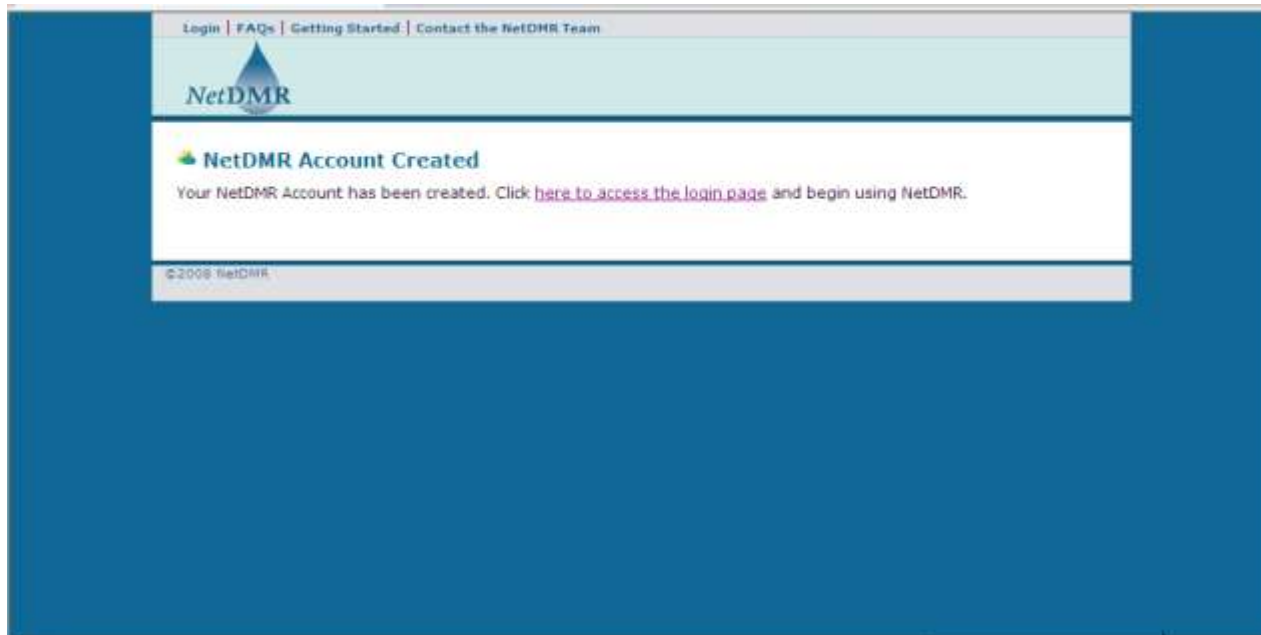 Login | FAQs | Getting Started | Contact the NetDMR Team
NetDMR
NetDMR Account Created
Your NetDMR Account has been created. Click here to access the login page and begin using NetDMR.
©2008 NetDMR